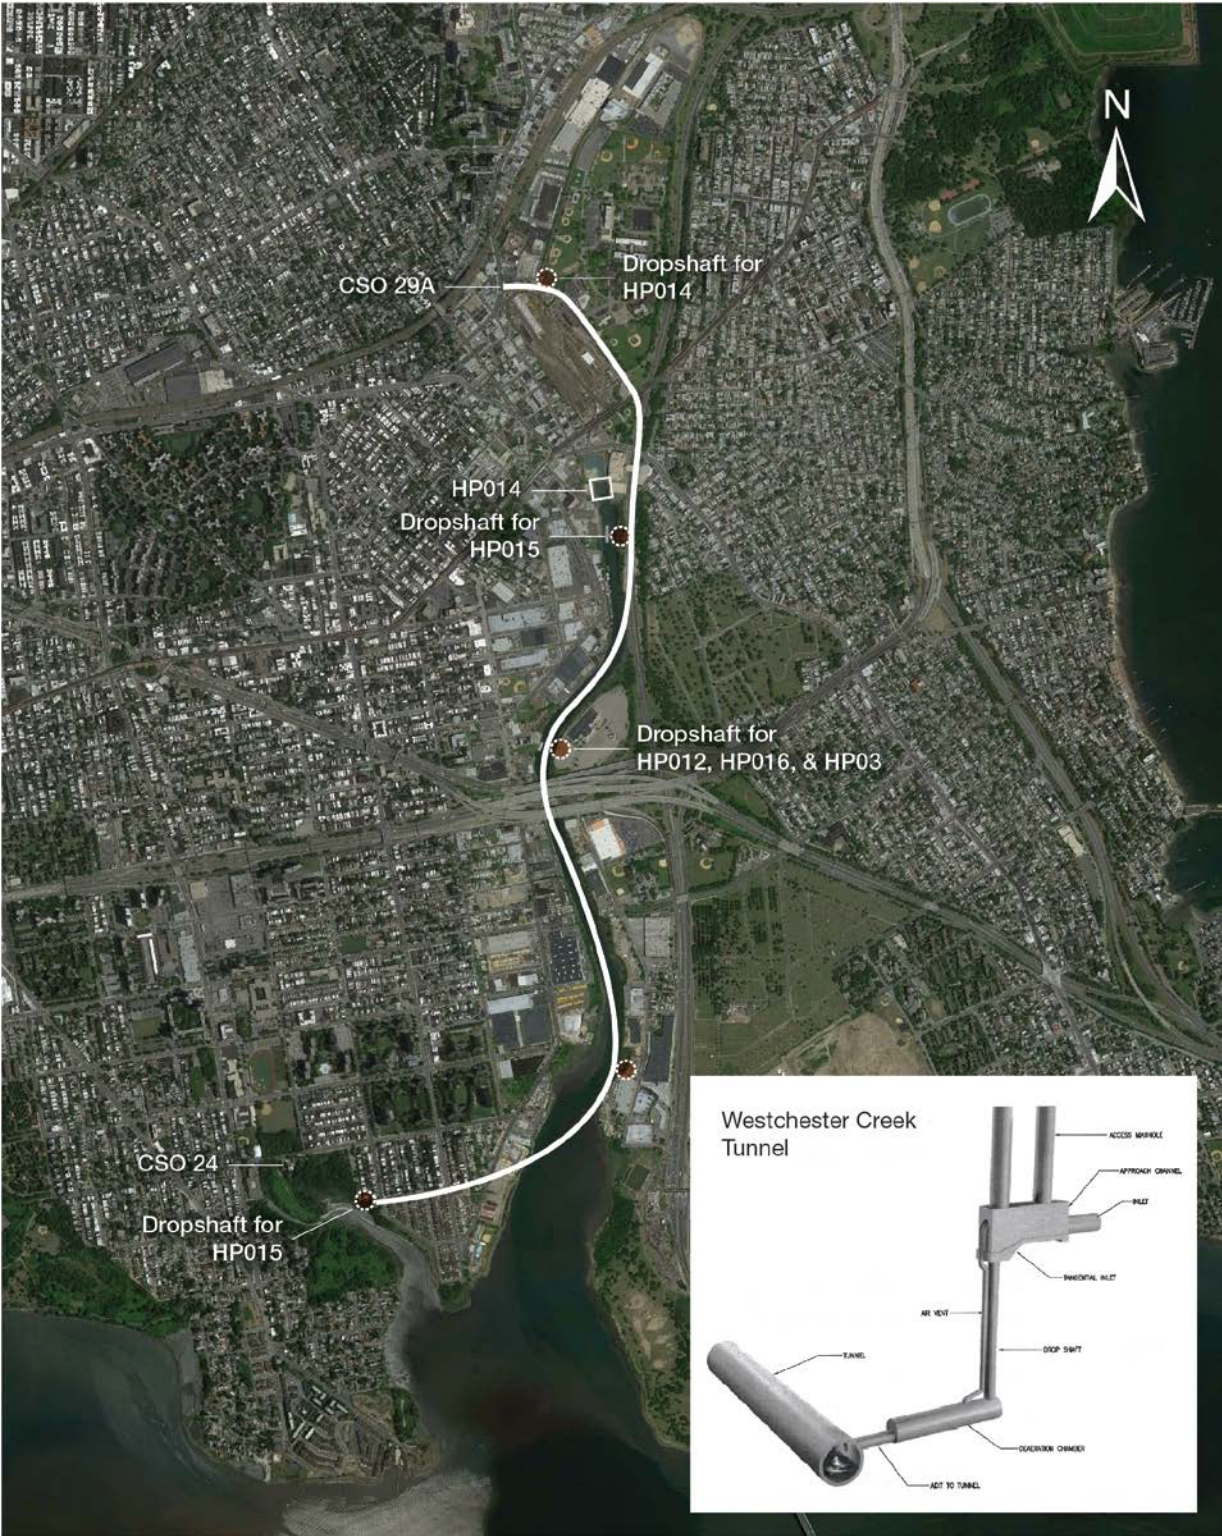 N
Dropshaft for
HP014
CSO 29A
HP014
Dropshaft for
HP015
Dropshaft for
HP012, HP016, & HP03
CSO 24
Dropshaft for
HP015
Westchester Creek
Tunnel
ACCESS MANHOLE
APPROACH CHANNEL
INLET
TANGENTIAL INLET
AIR VENT
DROP SHAFT
TUNNEL
DEAERATION CHAMBER
ADIT TO TUNNEL